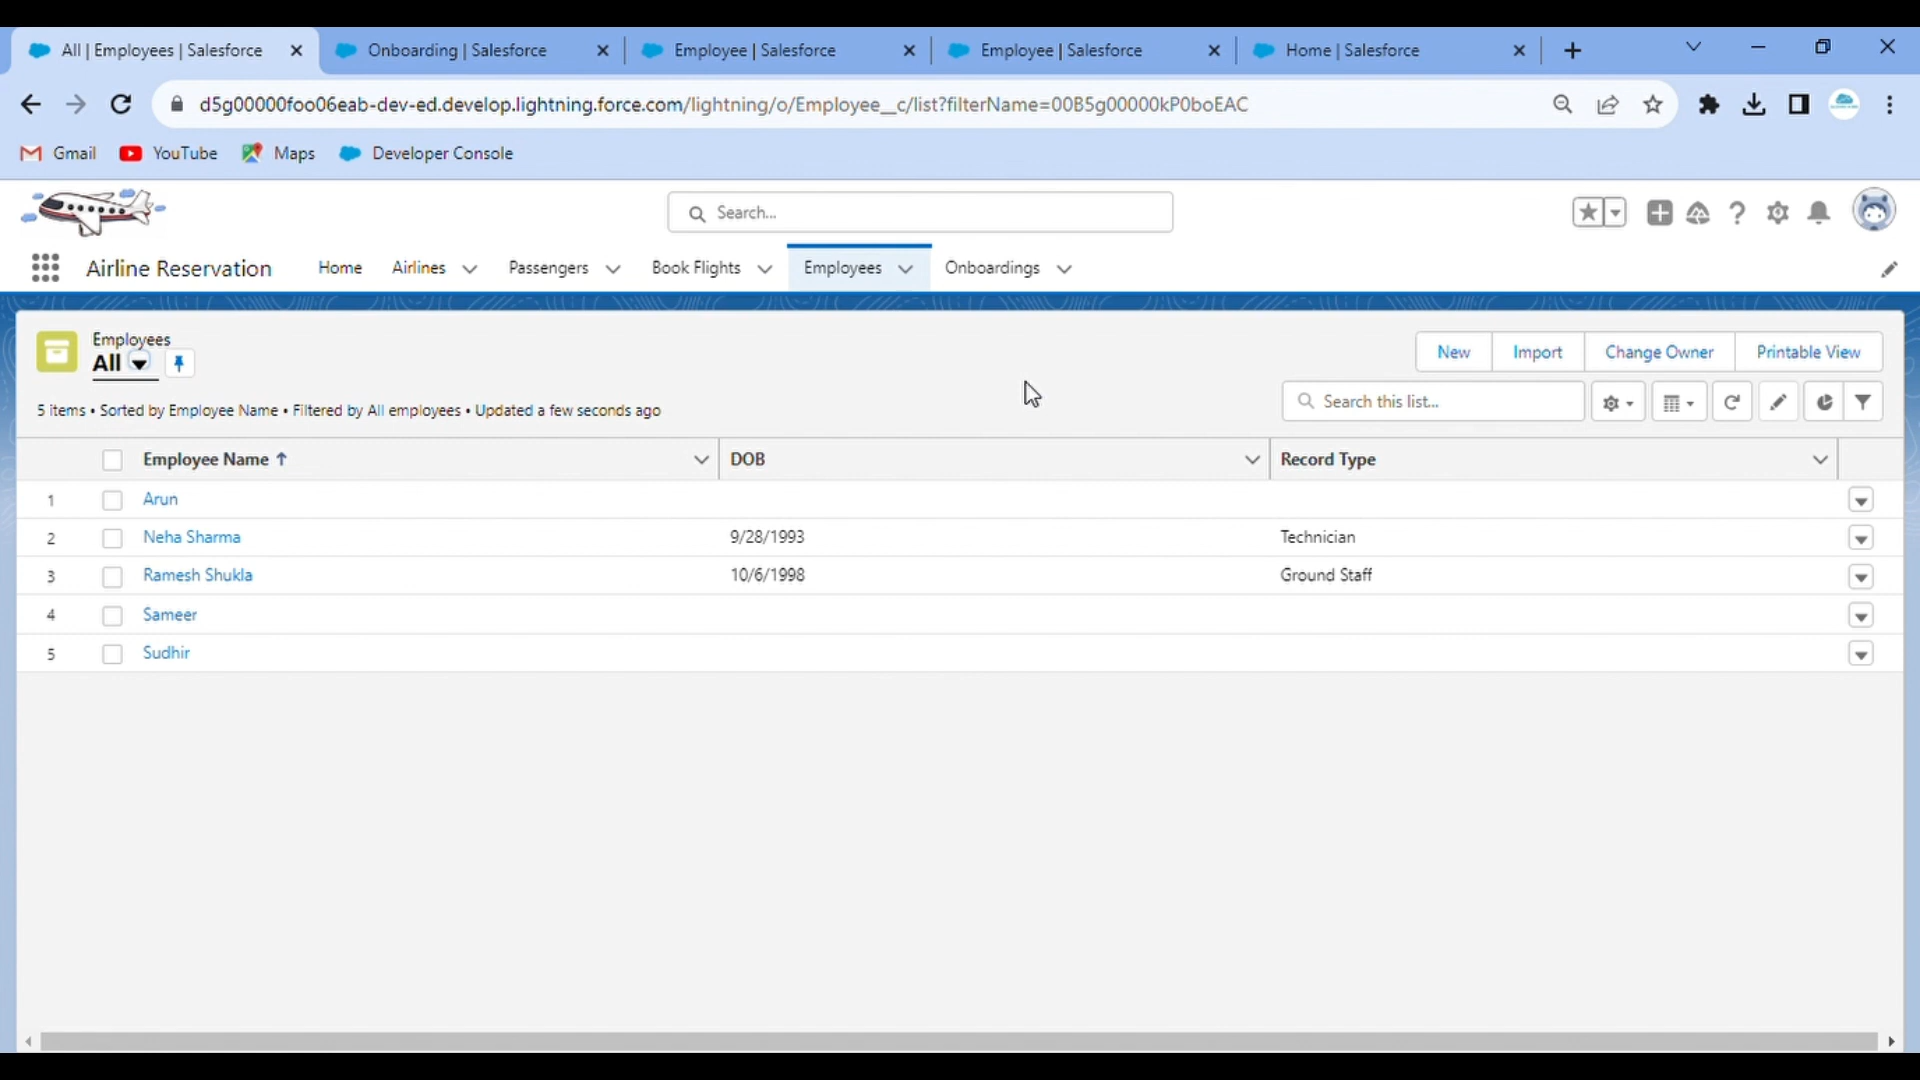 All | Employees | Salesforce
Onboarding | Salesforce
Employee | Salesforce
Employee | Salesforce
Home | Salesforce
d5g00000foo06eab-dev-ed.develop.lightning.force.com/lightning/o/Employee__c/list?filterName=00B5g00000kP0boEAC
Gmail
YouTube
Maps
Developer Console
Search...
Airline Reservation
Home
Airlines
Passengers
Book Flights
Employees
Onboardings
Employees
All
New
Import
Change Owner
Printable View
5 items • Sorted by Employee Name • Filtered by All employees • Updated a few seconds ago
Search this list...
Employee Name
DOB
Record Type
1 Arun
2 Neha Sharma 9/28/1993 Technician
3 Ramesh Shukla 10/6/1998 Ground Staff
4 Sameer
5 Sudhir